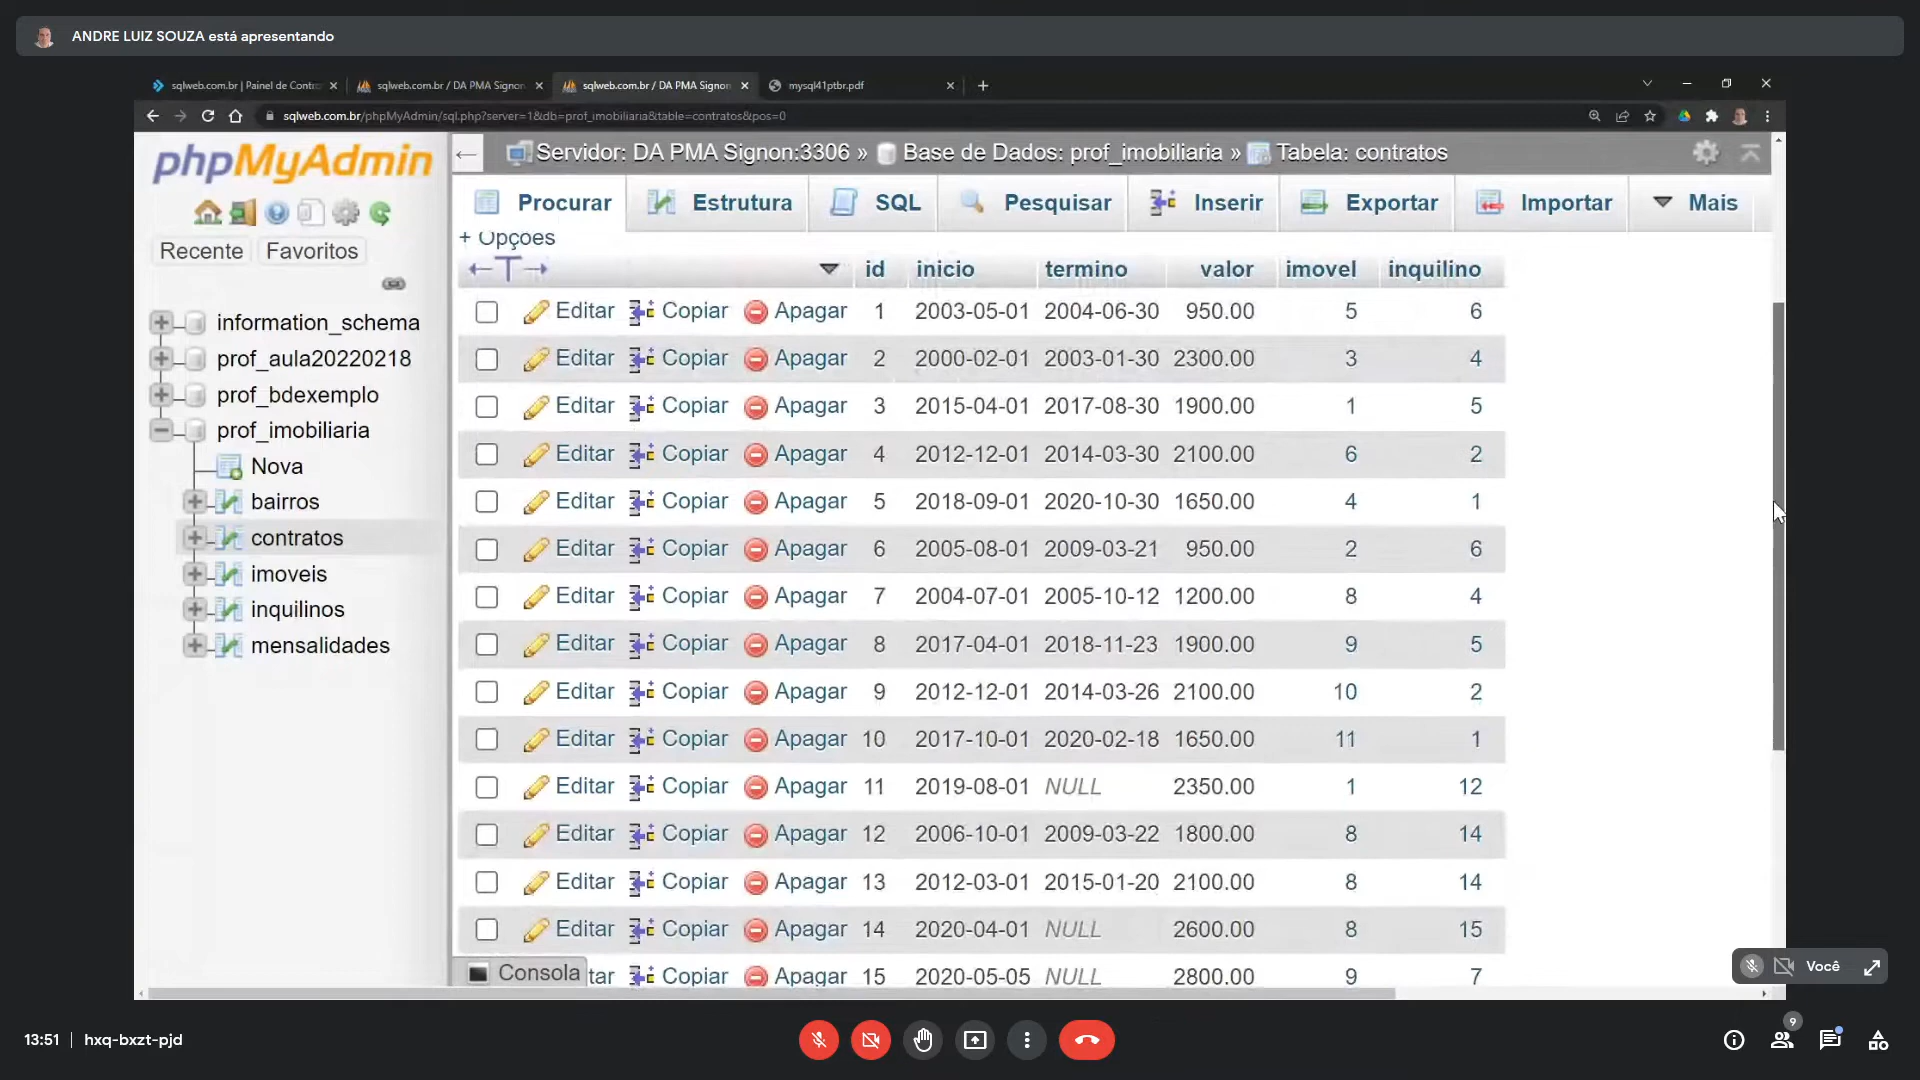 ANDRE LUIZ SOUZA está apresentando
sqlweb.com.br | Painel de Contro
sqlweb.com.br / DA PMA Signon
sqlweb.com.br / DA PMA Signon
mysql41ptbr.pdf
sqlweb.com.br/phpMyAdmin/sql.php?server=1&db=prof_imobiliaria&table=contratos&pos=0
phpMyAdmin
Servidor: DA PMA Signon:3306 » Base de Dados: prof_imobiliaria » Tabela: contratos
Procurar Estrutura SQL Pesquisar Inserir Exportar Importar Mais
Recente Favoritos
+ Opções
information_schema
prof_aula20220218
prof_bdexemplo
prof_imobiliaria
Nova
bairros
contratos
imoveis
inquilinos
mensalidades
id inicio termino valor imovel inquilino
Editar Copiar Apagar 1 2003-05-01 2004-06-30 950.00 5 6
Editar Copiar Apagar 2 2000-02-01 2003-01-30 2300.00 3 4
Editar Copiar Apagar 3 2015-04-01 2017-08-30 1900.00 1 5
Editar Copiar Apagar 4 2012-12-01 2014-03-30 2100.00 6 2
Editar Copiar Apagar 5 2018-09-01 2020-10-30 1650.00 4 1
Editar Copiar Apagar 6 2005-08-01 2009-03-21 950.00 2 6
Editar Copiar Apagar 7 2004-07-01 2005-10-12 1200.00 8 4
Editar Copiar Apagar 8 2017-04-01 2018-11-23 1900.00 9 5
Editar Copiar Apagar 9 2012-12-01 2014-03-26 2100.00 10 2
Editar Copiar Apagar 10 2017-10-01 2020-02-18 1650.00 11 1
Editar Copiar Apagar 11 2019-08-01 NULL 2350.00 1 12
Editar Copiar Apagar 12 2006-10-01 2009-03-22 1800.00 8 14
Editar Copiar Apagar 13 2012-03-01 2015-01-20 2100.00 8 14
Editar Copiar Apagar 14 2020-04-01 NULL 2600.00 8 15
Consola tar Copiar Apagar 15 2020-05-05 NULL 2800.00 9 7
Você
13:51 | hxq-bxzt-pjd
9